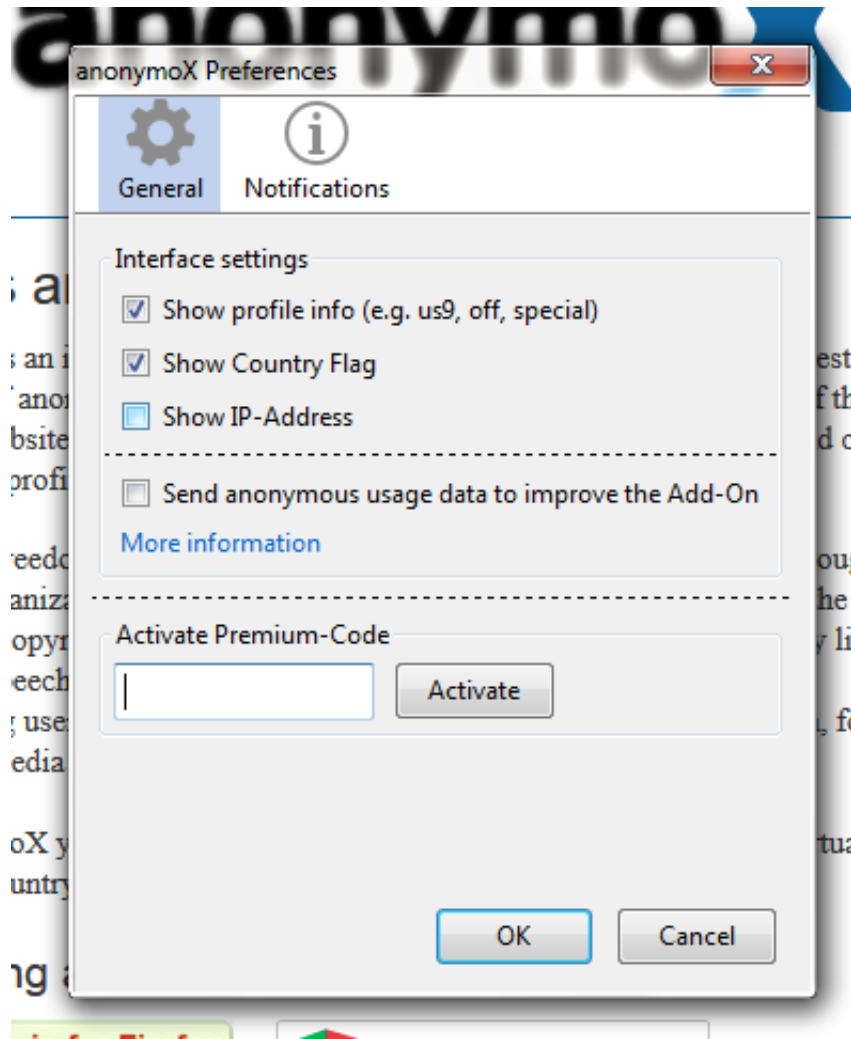 anonymoX
anonymoX Preferences
X
General
Notifications
Interface settings
Show profile info (e.g. us9, off, special)
Show Country Flag
Show IP-Address
Send anonymous usage data to improve the Add-On
More information
Activate Premium-Code
Activate
OK
Cancel